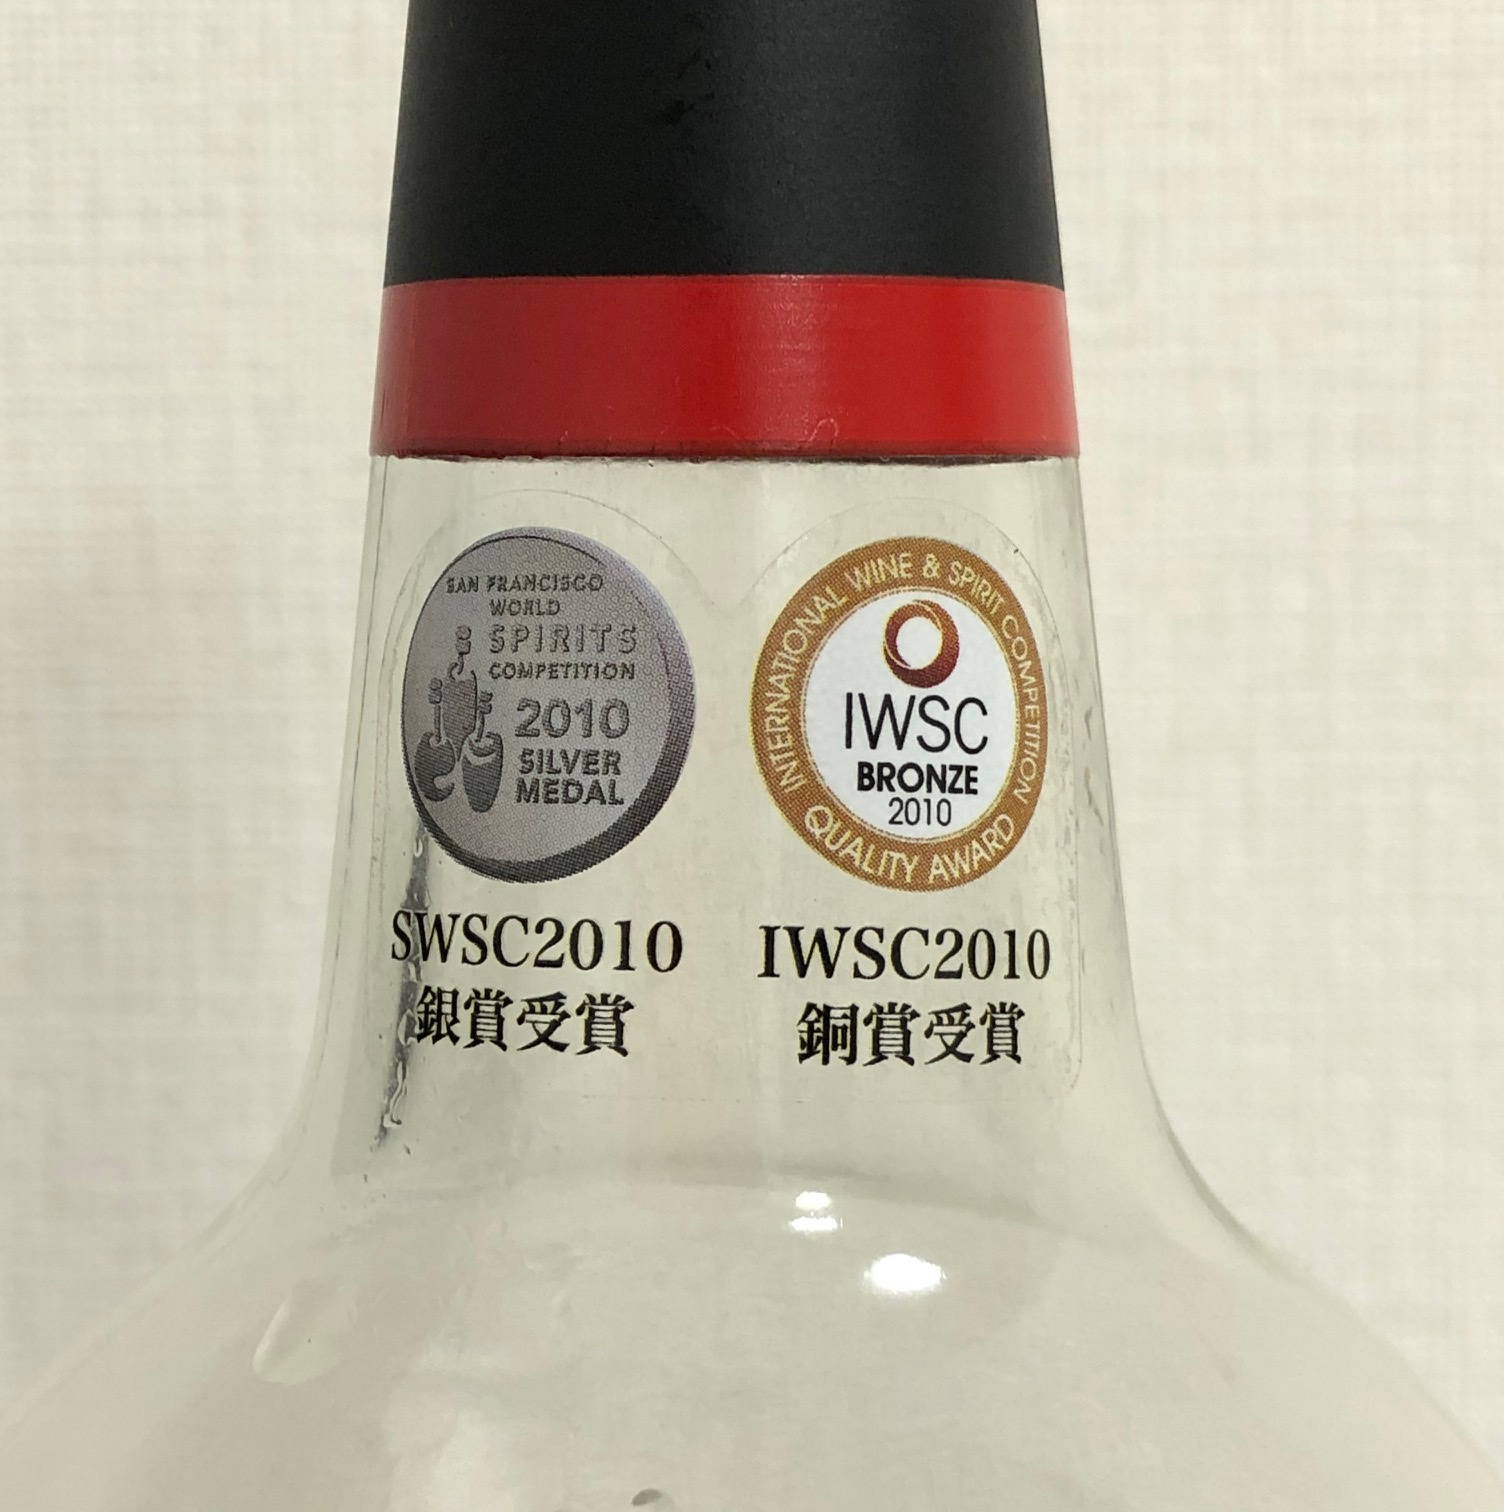 SAN FRANCISCO
WORLD
SPIRITS
COMPETITION
2010
SILVER
MEDAL
SWSC2010
銀賞受賞
INTERNATIONAL WINE & SPIRIT COMPETITION
IWSC
BRONZE
2010
QUALITY AWARD
IWSC2010
銅賞受賞